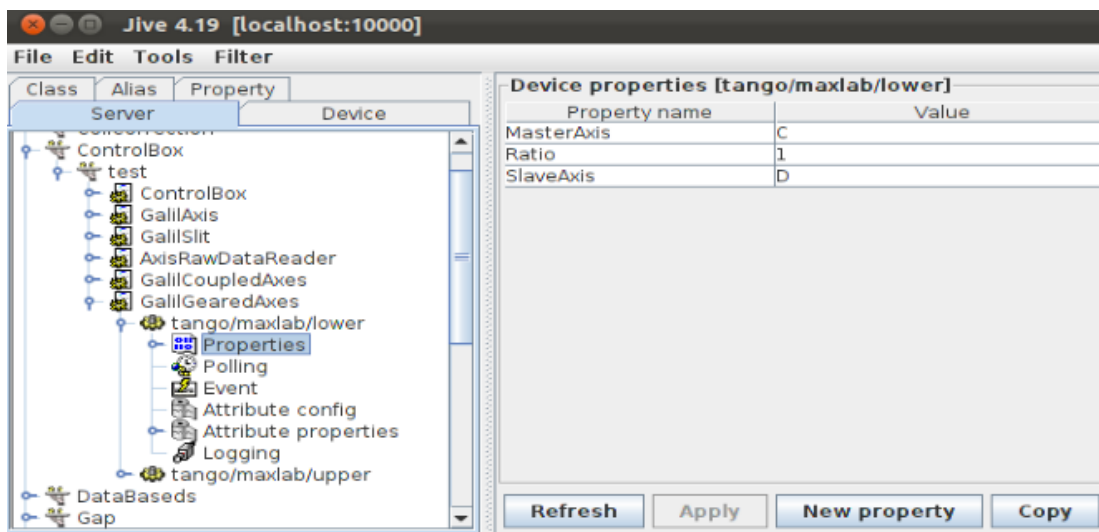 Jive 4.19 [localhost:10000]
File Edit Tools Filter
Class Alias Property
Server Device
ControlBox
test
ControlBox
GalilAxis
GalilSlit
AxisRawDataReader
GalilCoupledAxes
GalilGearedAxes
tango/maxlab/lower
Properties
Polling
Event
Attribute config
Attribute properties
Logging
tango/maxlab/upper
DataBaseds
Gap
Device properties [tango/maxlab/lower]
Property name Value
MasterAxis C
Ratio 1
SlaveAxis D
Refresh Apply New property Copy